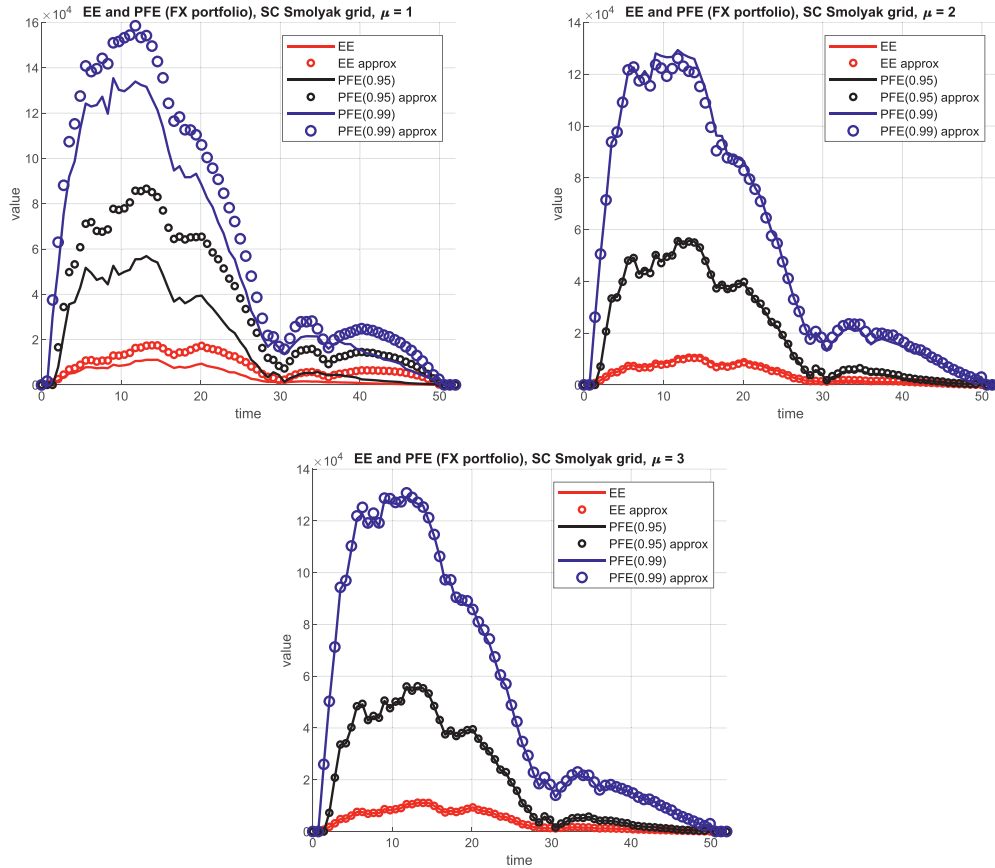 EE and PFE (FX portfolio), SC Smolyak grid, μ = 1
×10⁴
16
14
12
10
8
6
4
2
0
value
0 10 20 30 40 50
time
EE
EE approx
PFE(0.95)
PFE(0.95) approx
PFE(0.99)
PFE(0.99) approx
EE and PFE (FX portfolio), SC Smolyak grid, μ = 2
×10⁴
14
12
10
8
6
4
2
0
value
0 10 20 30 40 50
time
EE
EE approx
PFE(0.95)
PFE(0.95) approx
PFE(0.99)
PFE(0.99) approx
EE and PFE (FX portfolio), SC Smolyak grid, μ = 3
×10⁴
14
12
10
8
6
4
2
0
value
0 10 20 30 40 50
time
EE
EE approx
PFE(0.95)
PFE(0.95) approx
PFE(0.99)
PFE(0.99) approx